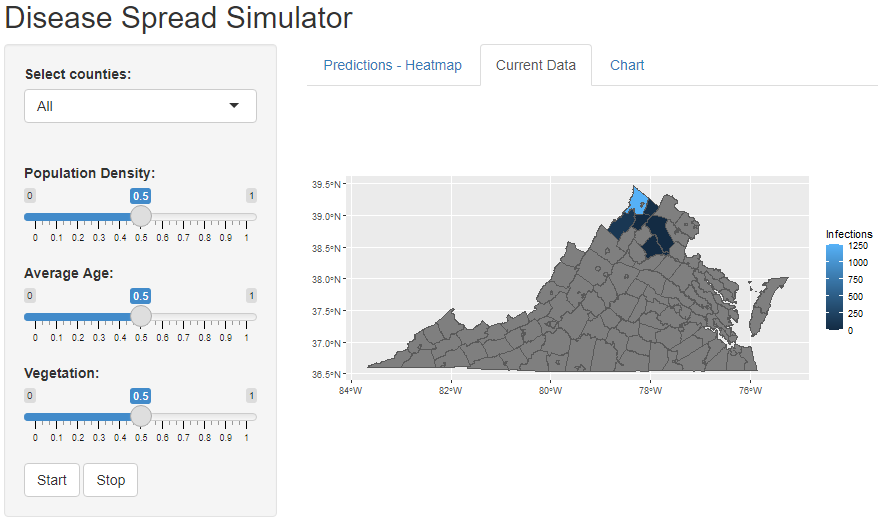 Disease Spread Simulator
Select counties:
All
Population Density:
0 0.5 1
0 0.1 0.2 0.3 0.4 0.5 0.6 0.7 0.8 0.9 1
Average Age:
0 0.5 1
0 0.1 0.2 0.3 0.4 0.5 0.6 0.7 0.8 0.9 1
Vegetation:
0 0.5 1
0 0.1 0.2 0.3 0.4 0.5 0.6 0.7 0.8 0.9 1
Start Stop
Predictions - Heatmap Current Data Chart
39.5°N
39.0°N
38.5°N
38.0°N
37.5°N
37.0°N
36.5°N
84°W 82°W 80°W 78°W 76°W
Infections
1250
1000
750
500
250
0